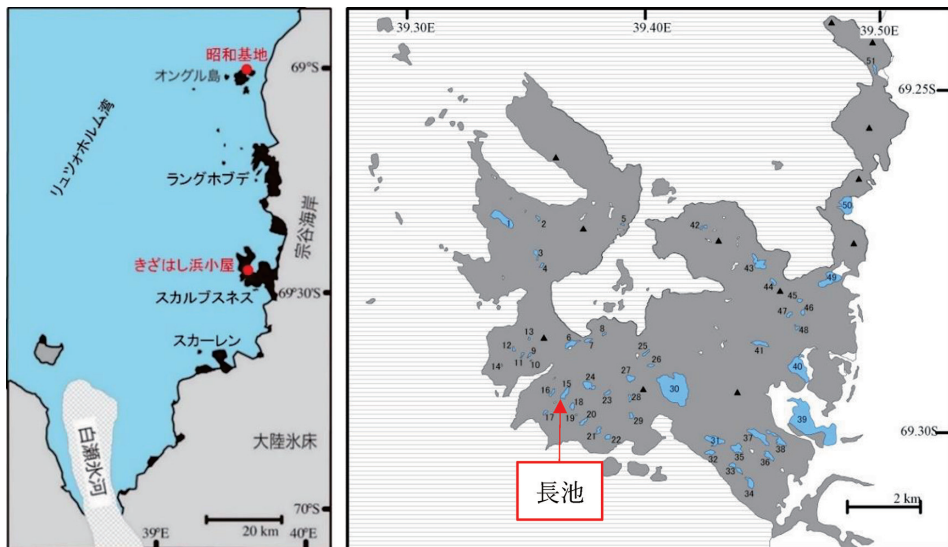 昭和基地
オングル島
69°S
リュツォホルム湾
ラングホブデ
宗谷海岸
きざはし浜小屋
スカルブスネス
69°30S
スカーレン
白瀬氷河
大陸氷床
20 km
70°S
39°E
40°E
39.30E
39.40E
39.50E
69.25S
69.30S
51
50
1
2
5
42
3
4
43
49
44
45
46
47
48
13
6
7
8
12
9
11
10
14
25
26
41
40
27
24
30
16
15
23
28
18
17
19
20
29
39
21
22
31
37
38
32
35
36
33
34
長池
2 km